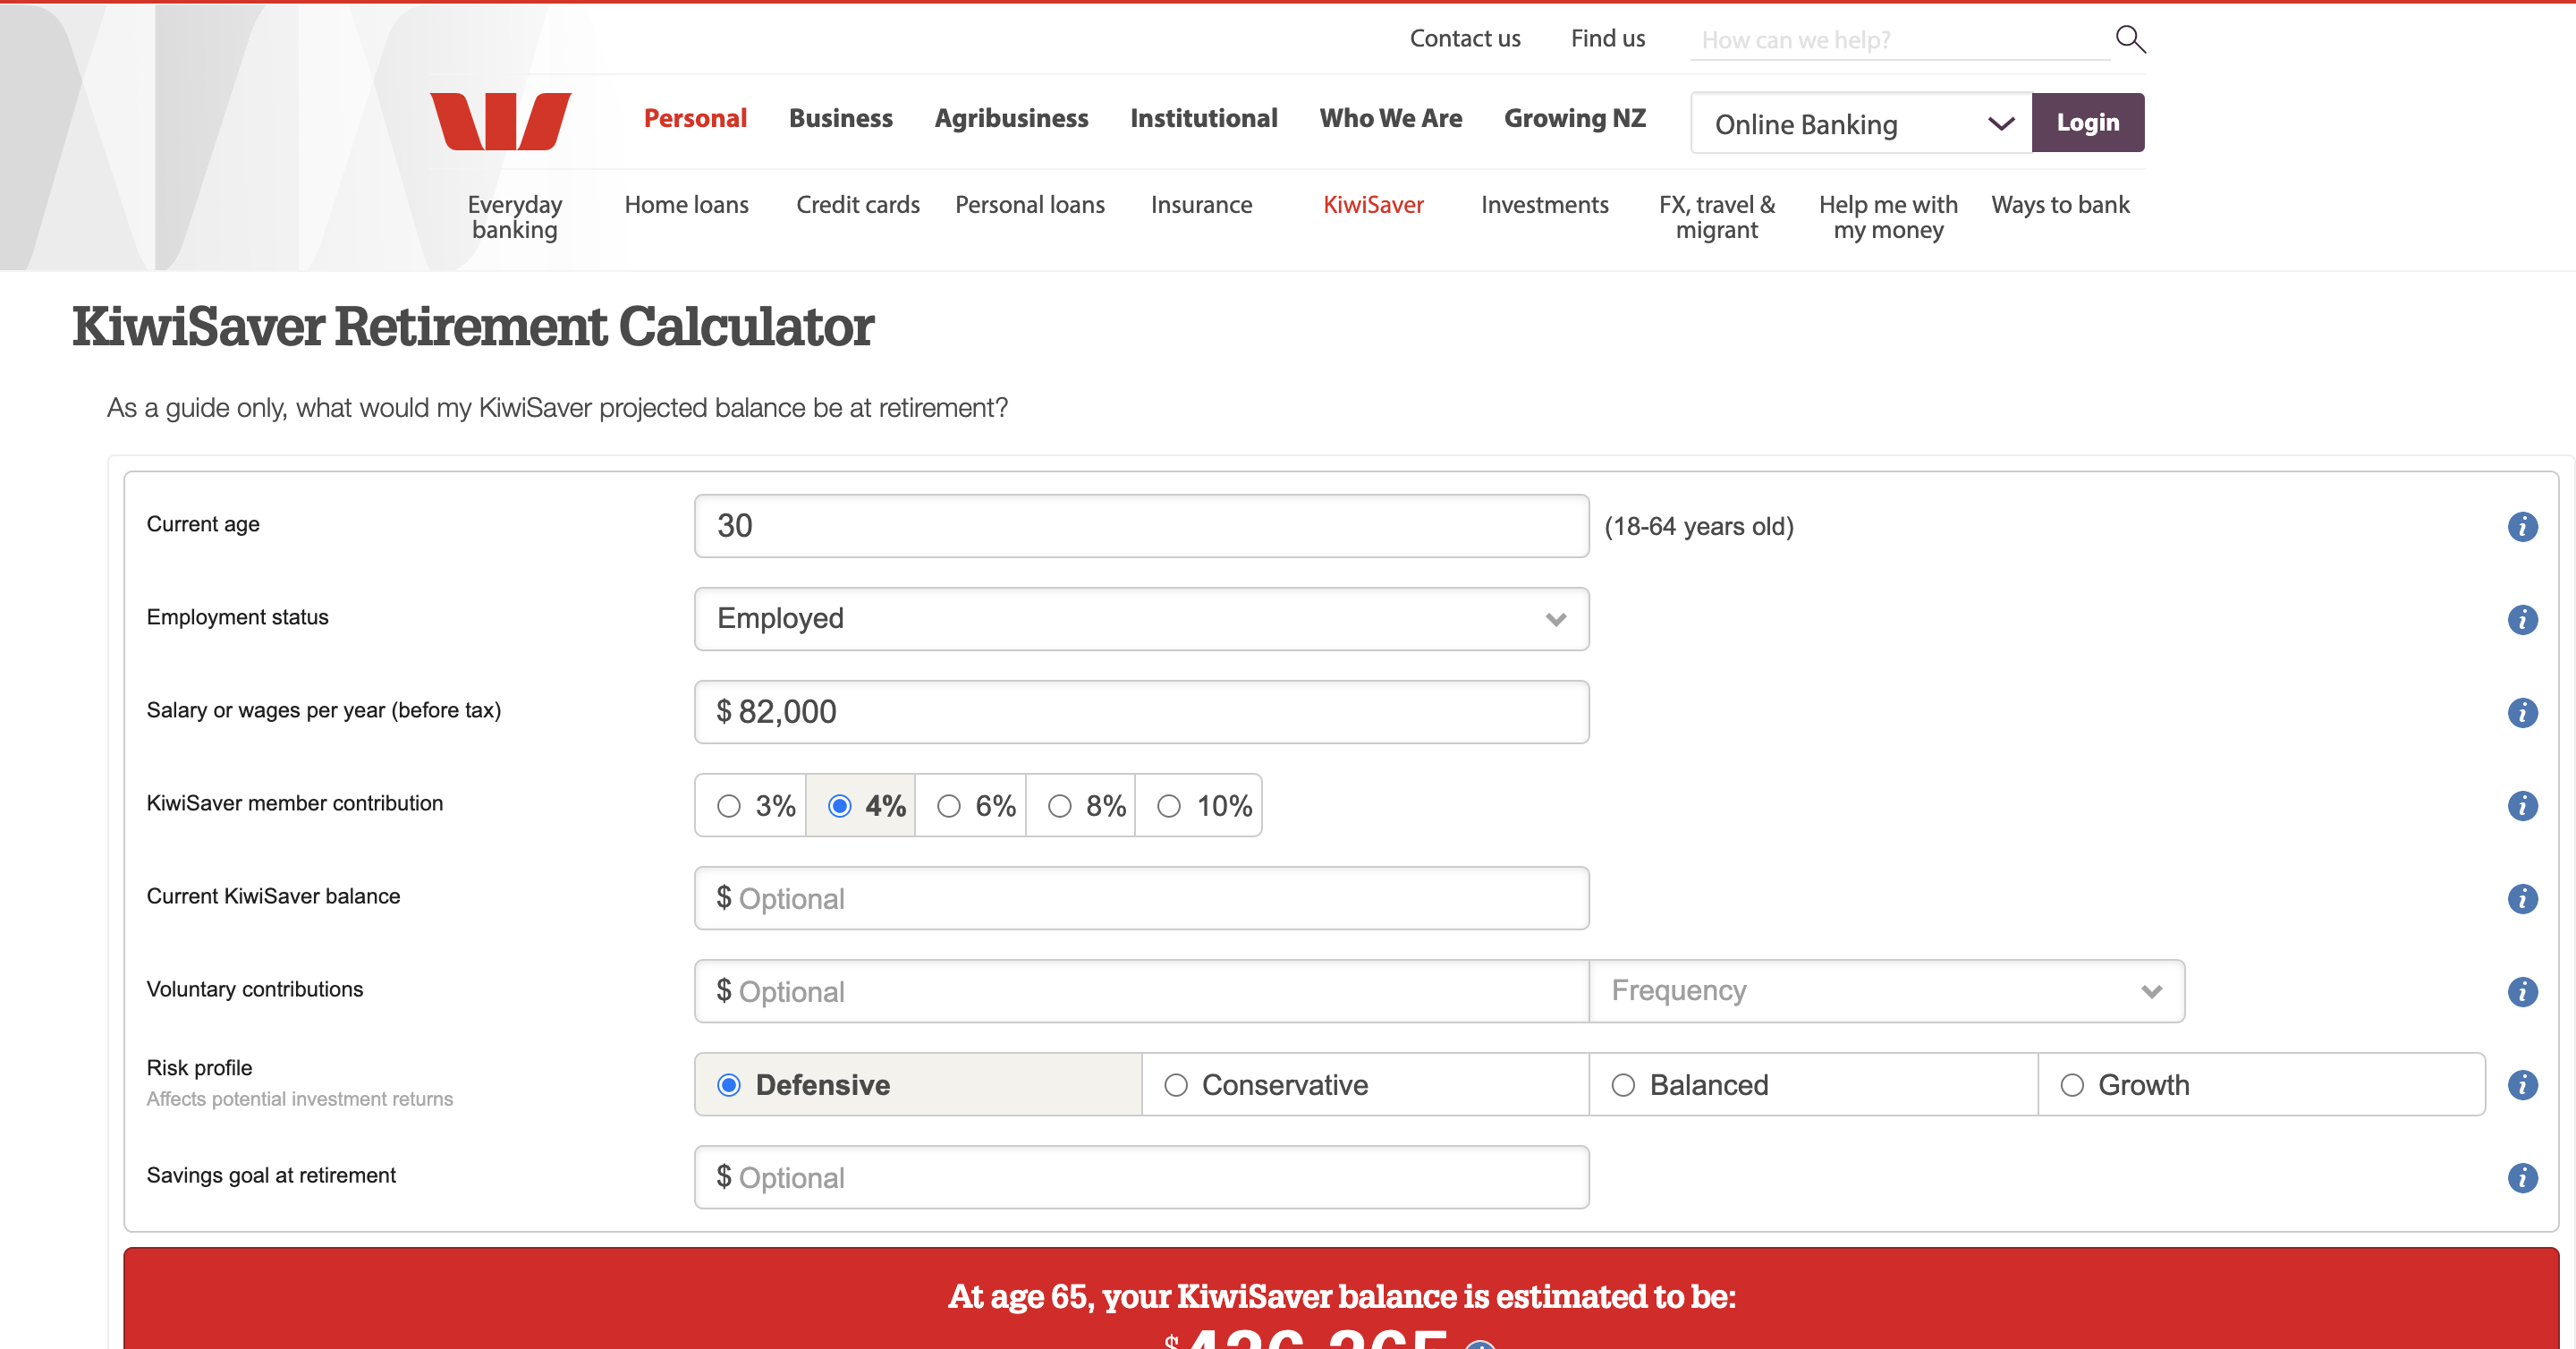 Contact us Find us How can we help?
Personal Business Agribusiness Institutional Who We Are Growing NZ Online Banking Login
Everyday banking Home loans Credit cards Personal loans Insurance KiwiSaver Investments FX, travel & migrant Help me with my money Ways to bank
KiwiSaver Retirement Calculator
As a guide only, what would my KiwiSaver projected balance be at retirement?
Current age 30 (18-64 years old)
Employment status Employed
Salary or wages per year (before tax) $ 82,000
KiwiSaver member contribution 3% 4% 6% 8% 10%
Current KiwiSaver balance $ Optional
Voluntary contributions $ Optional Frequency
Risk profile Defensive Conservative Balanced Growth
Affects potential investment returns
Savings goal at retirement $ Optional
At age 65, your KiwiSaver balance is estimated to be: